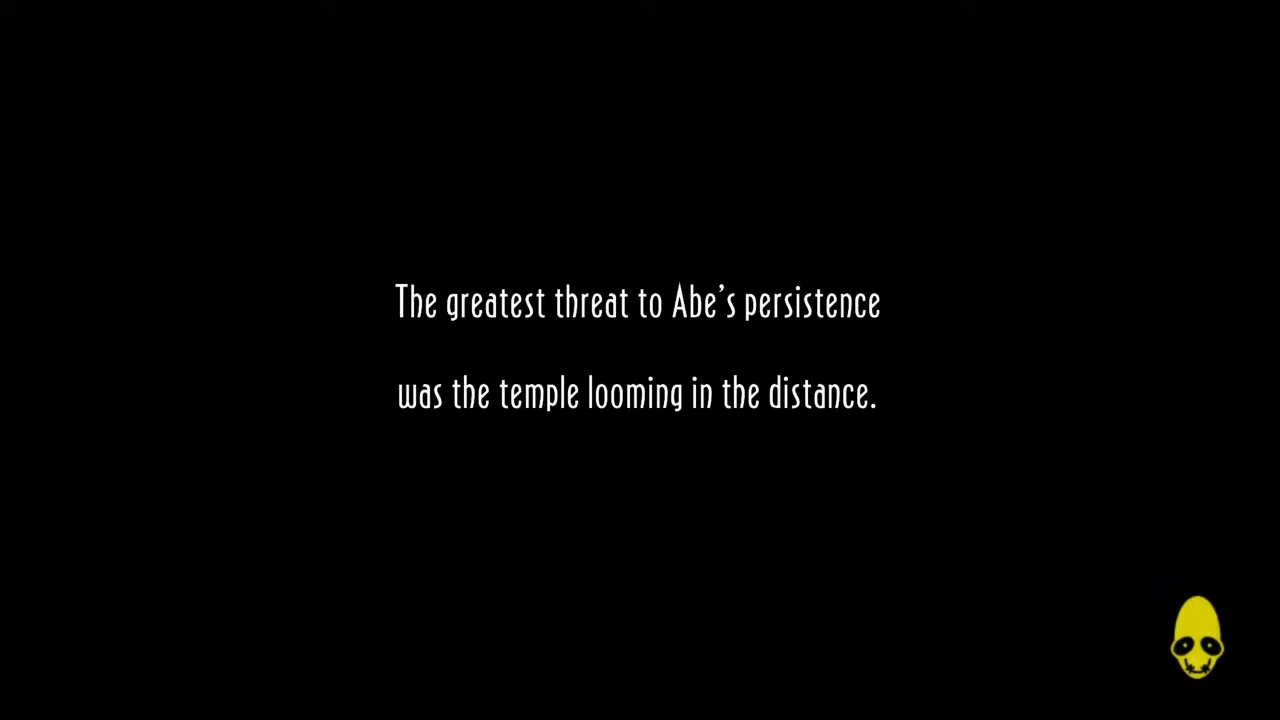 The greatest threat to Abe’s persistence
was the temple looming in the distance.